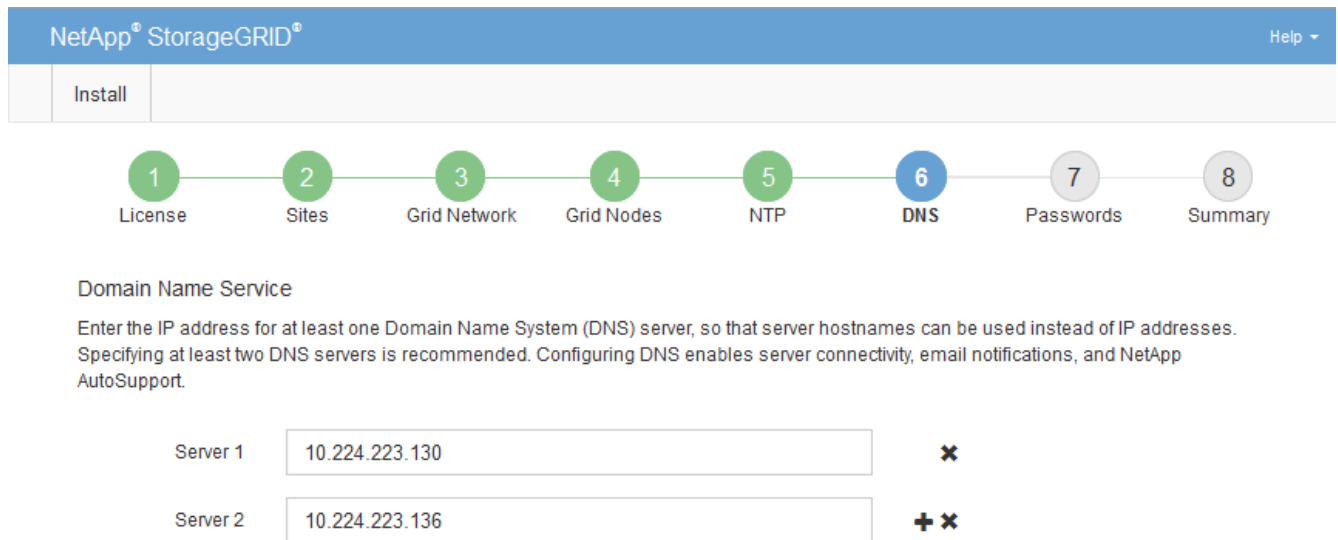 NetApp® StorageGRID®
Help
Install
1
2
3
4
5
6
7
8
License
Sites
Grid Network
Grid Nodes
NTP
DNS
Passwords
Summary
Domain Name Service
Enter the IP address for at least one Domain Name System (DNS) server, so that server hostnames can be used instead of IP addresses.
Specifying at least two DNS servers is recommended. Configuring DNS enables server connectivity, email notifications, and NetApp
AutoSupport.
Server 1
10.224.223.130
Server 2
10.224.223.136